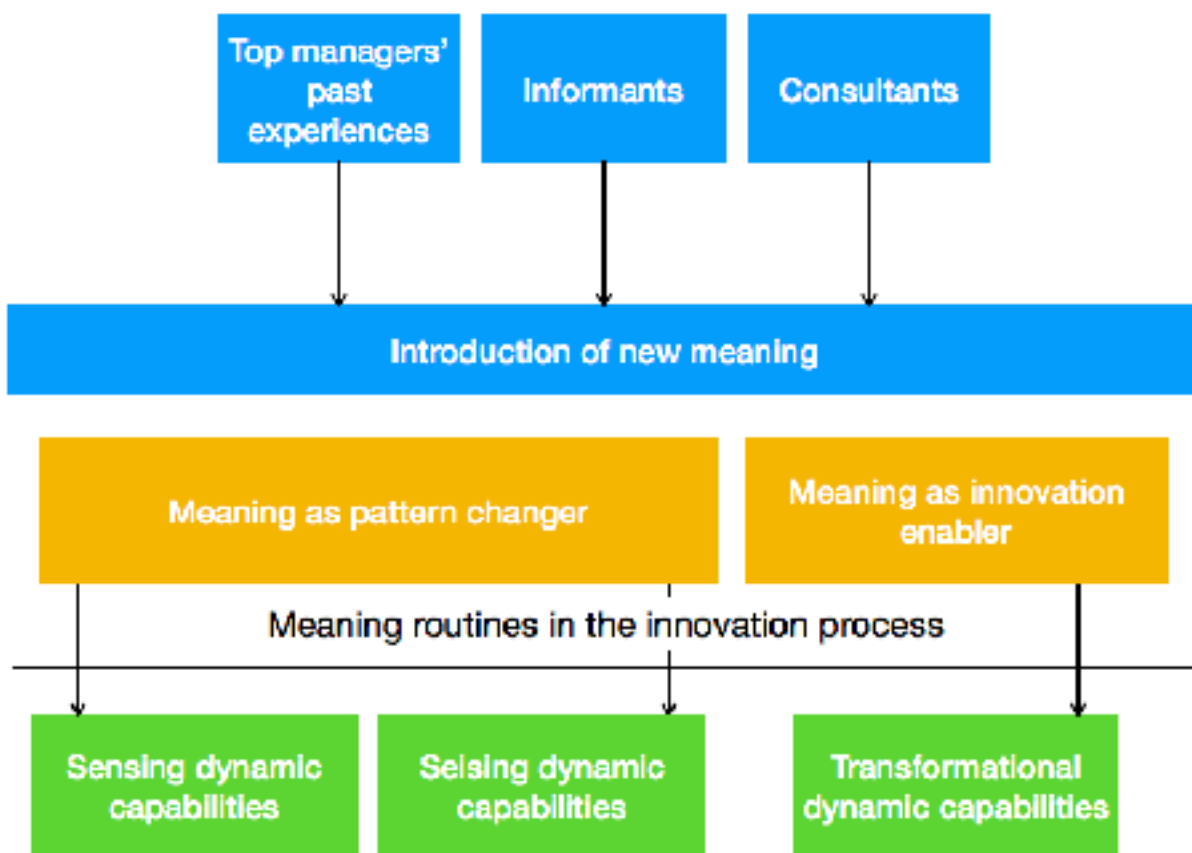 Top managers'
past
experiences
Informants
Consultants
Introduction of new meaning
Meaning as pattern changer
Meaning as innovation
enabler
Meaning routines in the innovation process
Sensing dynamic
capabilities
Seising dynamic
capabilities
Transformational
dynamic capabilities